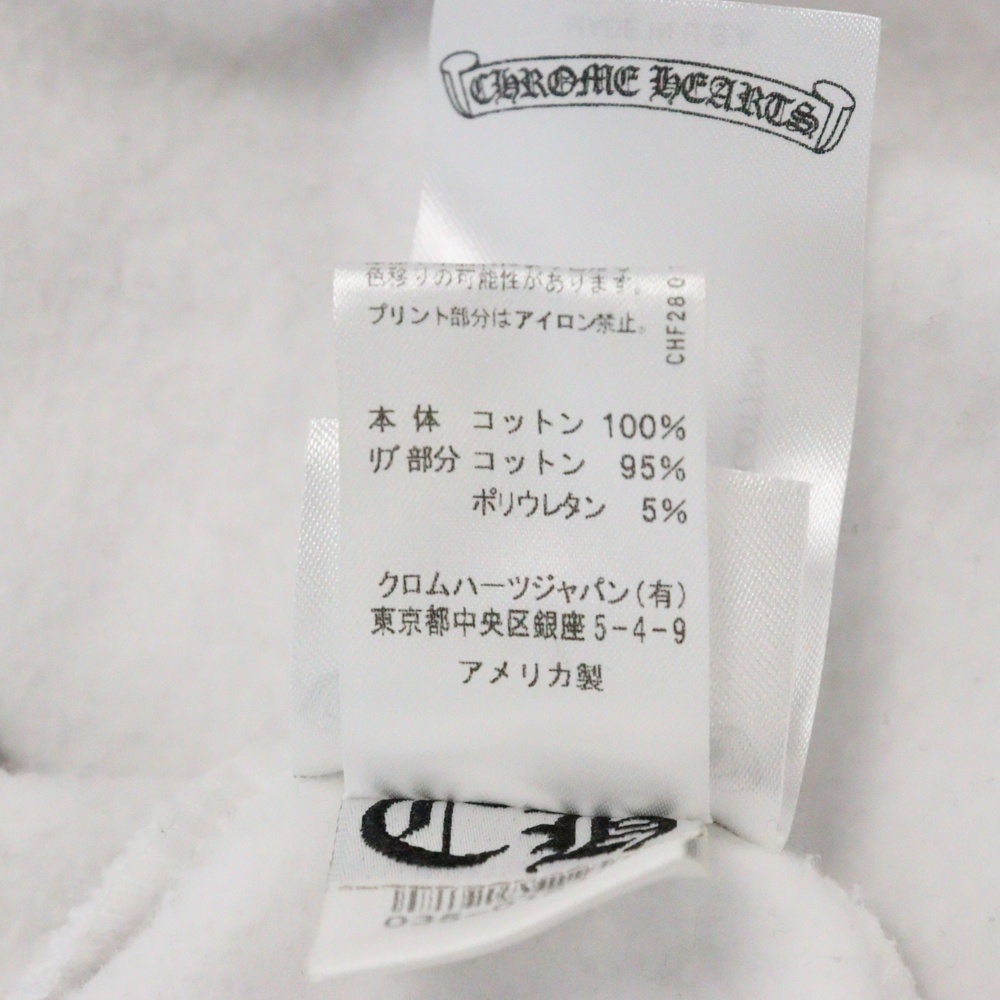 CHROME HEARTS
色移りの可能性があります。
プリント部分はアイロン禁止。
CHF28 0
本体 コットン 100%
リブ部分 コットン 95%
ポリウレタン 5%
クロムハーツジャパン(有)
東京都中央区銀座5-4-9
アメリカ製
CH